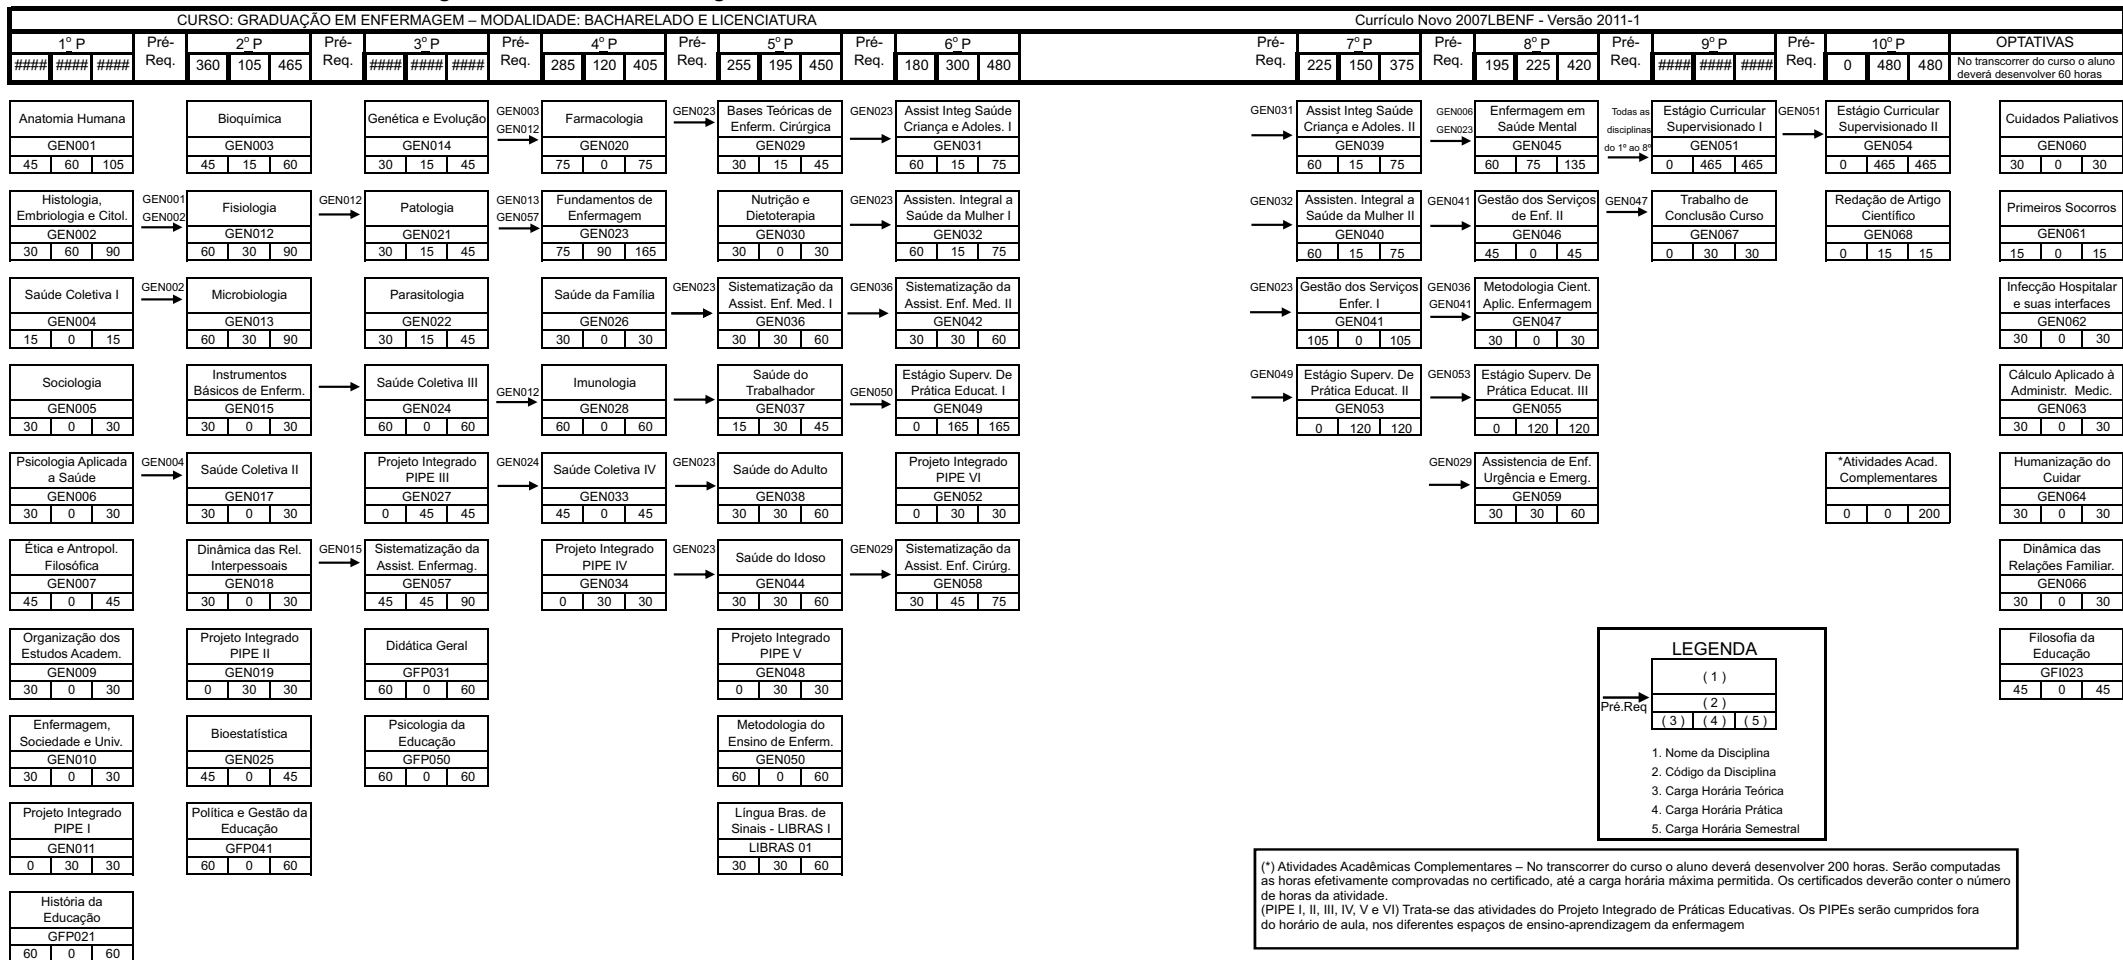 CURSO: GRADUAÇÃO EM ENFERMAGEM – MODALIDADE: BACHARELADO E LICENCIATURA
Currículo Novo 2007LBENF - Versão 2011-1
1º P
#### #### ####
Pré-
Req.
2º P
360 105 465
Pré-
Req.
3º P
#### #### ####
Pré-
Req.
4º P
285 120 405
Pré-
Req.
5º P
255 195 450
Pré-
Req.
6º P
180 300 480
Pré-
Req.
7º P
225 150 375
Pré-
Req.
8º P
195 225 420
Pré-
Req.
9º P
#### #### ####
Pré-
Req.
10º P
0 480 480
OPTATIVAS
No transcorrer do curso o aluno
deverá desenvolver 60 horas
Anatomia Humana
GEN001
45 60 105
Histologia,
Embriologia e Citol.
GEN002
30 60 90
Saúde Coletiva I
GEN004
15 0 15
Sociologia
GEN005
30 0 30
Psicologia Aplicada
a Saúde
GEN006
30 0 30
Ética e Antropol.
Filosófica
GEN007
45 0 45
Organização dos
Estudos Academ.
GEN009
30 0 30
Enfermagem,
Sociedade e Univ.
GEN010
30 0 30
Projeto Integrado
PIPE I
GEN011
0 30 30
História da
Educação
GFP021
60 0 60
GEN001
GEN002
GEN002
GEN004
Bioquímica
GEN003
45 15 60
Fisiologia
GEN012
60 30 90
Microbiologia
GEN013
60 30 90
Instrumentos
Básicos de Enferm.
GEN015
30 0 30
Saúde Coletiva II
GEN017
30 0 30
Dinâmica das Rel.
Interpessoais
GEN018
30 0 30
Projeto Integrado
PIPE II
GEN019
0 30 30
Bioestatística
GEN025
45 0 45
Política e Gestão da
Educação
GFP041
60 0 60
GEN012
GEN015
Genética e Evolução
GEN014
30 15 45
Patologia
GEN021
30 15 45
Parasitologia
GEN022
30 15 45
Saúde Coletiva III
GEN024
60 0 60
Projeto Integrado
PIPE III
GEN027
0 45 45
Sistematização da
Assist. Enfermag.
GEN057
45 45 90
Didática Geral
GFP031
60 0 60
Psicologia da
Educação
GFP050
60 0 60
GEN003
GEN012
GEN013
GEN057
GEN012
GEN024
Farmacologia
GEN020
75 0 75
Fundamentos de
Enfermagem
GEN023
75 90 165
Saúde da Família
GEN026
30 0 30
Imunologia
GEN028
60 0 60
Saúde Coletiva IV
GEN033
45 0 45
Projeto Integrado
PIPE IV
GEN034
0 30 30
GEN023
GEN023
GEN023
GEN023
Bases Teóricas de
Enferm. Cirúrgica
GEN029
30 15 45
Nutrição e
Dietoterapia
GEN030
30 0 30
Sistematização da
Assist. Enf. Med. I
GEN036
30 30 60
Saúde do
Trabalhador
GEN037
15 30 45
Saúde do Adulto
GEN038
30 30 60
Saúde do Idoso
GEN044
30 30 60
Projeto Integrado
PIPE V
GEN048
0 30 30
Metodologia do
Ensino de Enferm.
GEN050
60 0 60
Língua Bras. de
Sinais - LIBRAS I
LIBRAS 01
30 30 60
GEN023
GEN023
GEN036
GEN050
GEN029
Assist Integ Saúde
Criança e Adoles. I
GEN031
60 15 75
Assisten. Integral a
Saúde da Mulher I
GEN032
60 15 75
Sistematização da
Assist. Enf. Med. II
GEN042
30 30 60
Estágio Superv. De
Prática Educat. I
GEN049
0 165 165
Projeto Integrado
PIPE VI
GEN052
0 30 30
Sistematização da
Assist. Enf. Cirúrg.
GEN058
30 45 75
GEN031
GEN032
GEN023
GEN049
Assist Integ Saúde
Criança e Adoles. II
GEN039
60 15 75
Assisten. Integral a
Saúde da Mulher II
GEN040
60 15 75
Gestão dos Serviços
Enfer. I
GEN041
105 0 105
Estágio Superv. De
Prática Educat. II
GEN053
0 120 120
GEN006
GEN023
GEN041
GEN036
GEN041
GEN053
GEN029
Enfermagem em
Saúde Mental
GEN045
60 75 135
Gestão dos Serviços
de Enf. II
GEN046
45 0 45
Metodologia Cient.
Aplic. Enfermagem
GEN047
30 0 30
Estágio Superv. De
Prática Educat. III
GEN055
0 120 120
Assistencia de Enf.
Urgência e Emerg.
GEN059
30 30 60
Todas as
disciplinas
do 1º ao 8º
GEN047
Estágio Curricular
Supervisionado I
GEN051
0 465 465
Trabalho de
Conclusão Curso
GEN067
0 30 30
GEN051
Estágio Curricular
Supervisionado II
GEN054
0 465 465
Redação de Artigo
Científico
GEN068
0 15 15
*Atividades Acad.
Complementares
0 0 200
Cuidados Paliativos
GEN060
30 0 30
Primeiros Socorros
GEN061
15 0 15
Infecção Hospitalar
e suas interfaces
GEN062
30 0 30
Cálculo Aplicado à
Administr. Medic.
GEN063
30 0 30
Humanização do
Cuidar
GEN064
30 0 30
Dinâmica das
Relações Familiar.
GEN066
30 0 30
Filosofia da
Educação
GFI023
45 0 45
LEGENDA
( 1 )
( 2 )
( 3 ) ( 4 ) ( 5 )
Pré.Req
1. Nome da Disciplina
2. Código da Disciplina
3. Carga Horária Teórica
4. Carga Horária Prática
5. Carga Horária Semestral
(*) Atividades Acadêmicas Complementares – No transcorrer do curso o aluno deverá desenvolver 200 horas. Serão computadas
as horas efetivamente comprovadas no certificado, até a carga horária máxima permitida. Os certificados deverão conter o número
de horas da atividade.
(PIPE I, II, III, IV, V e VI) Trata-se das atividades do Projeto Integrado de Práticas Educativas. Os PIPEs serão cumpridos fora
do horário de aula, nos diferentes espaços de ensino-aprendizagem da enfermagem